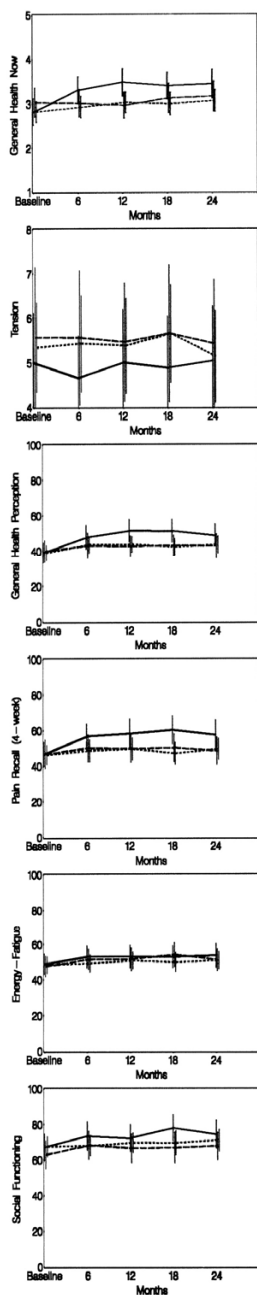 5
4
3
2
1
General Health Now
Baseline 6 12 18 24
Months
8
7
6
5
4
Tension
Baseline 6 12 18 24
Months
100
80
60
40
20
0
General Health Perception
Baseline 6 12 18 24
Months
100
80
60
40
20
0
Pain Recall (4-week)
Baseline 6 12 18 24
Months
100
80
60
40
20
0
Energy-Fatigue
Baseline 6 12 18 24
Months
100
80
60
40
20
0
Social Functioning
Baseline 6 12 18 24
Months